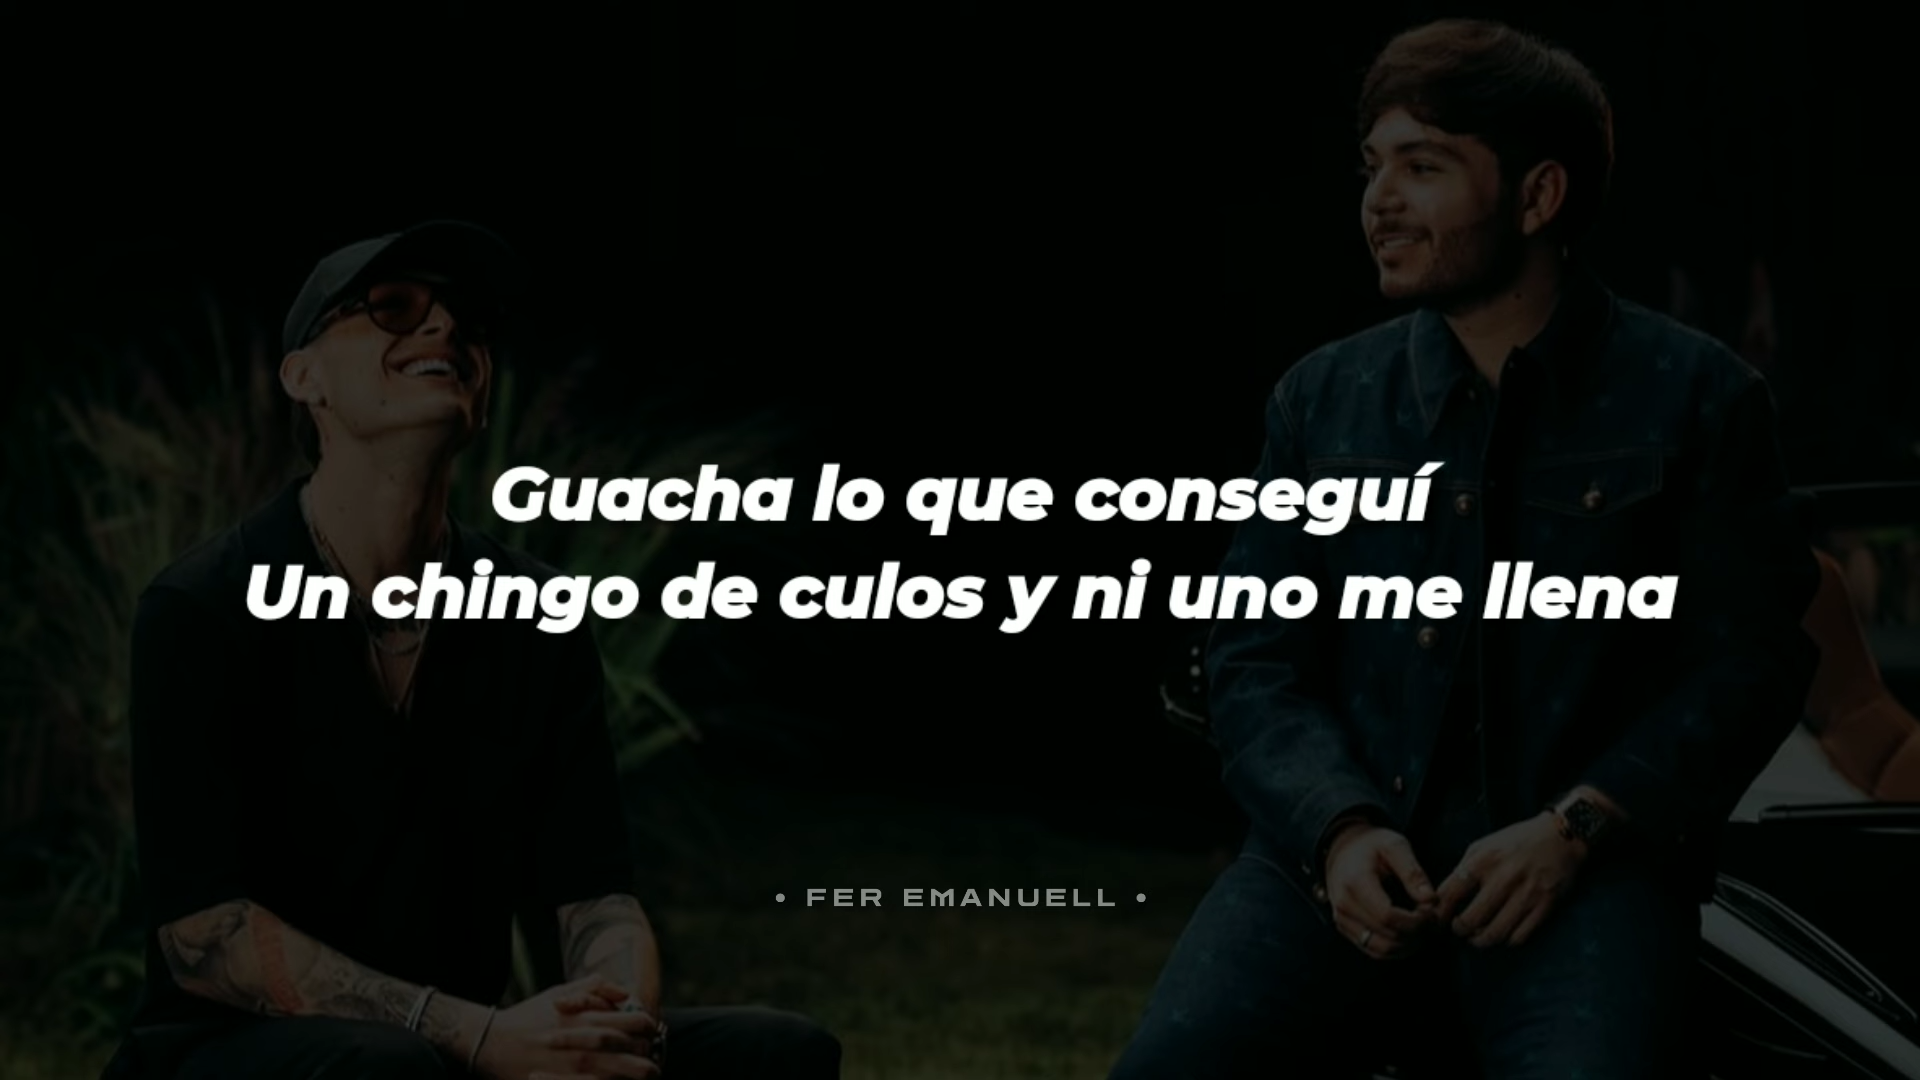 Guacha lo que conseguí
Un chingo de culos y ni uno me llena
• FER EMANUELL •